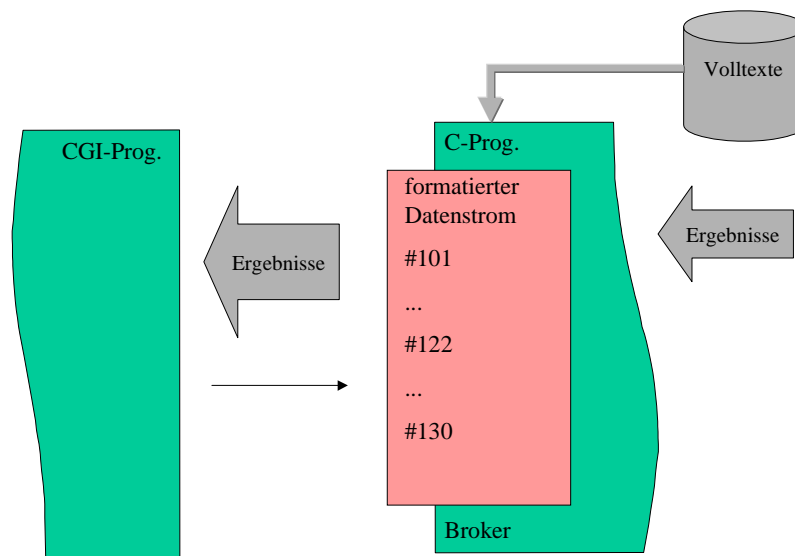 Volltexte
CGI-Prog.
C-Prog.
formatierter
Datenstrom
Ergebnisse
Ergebnisse
#101
...
#122
...
#130
Broker